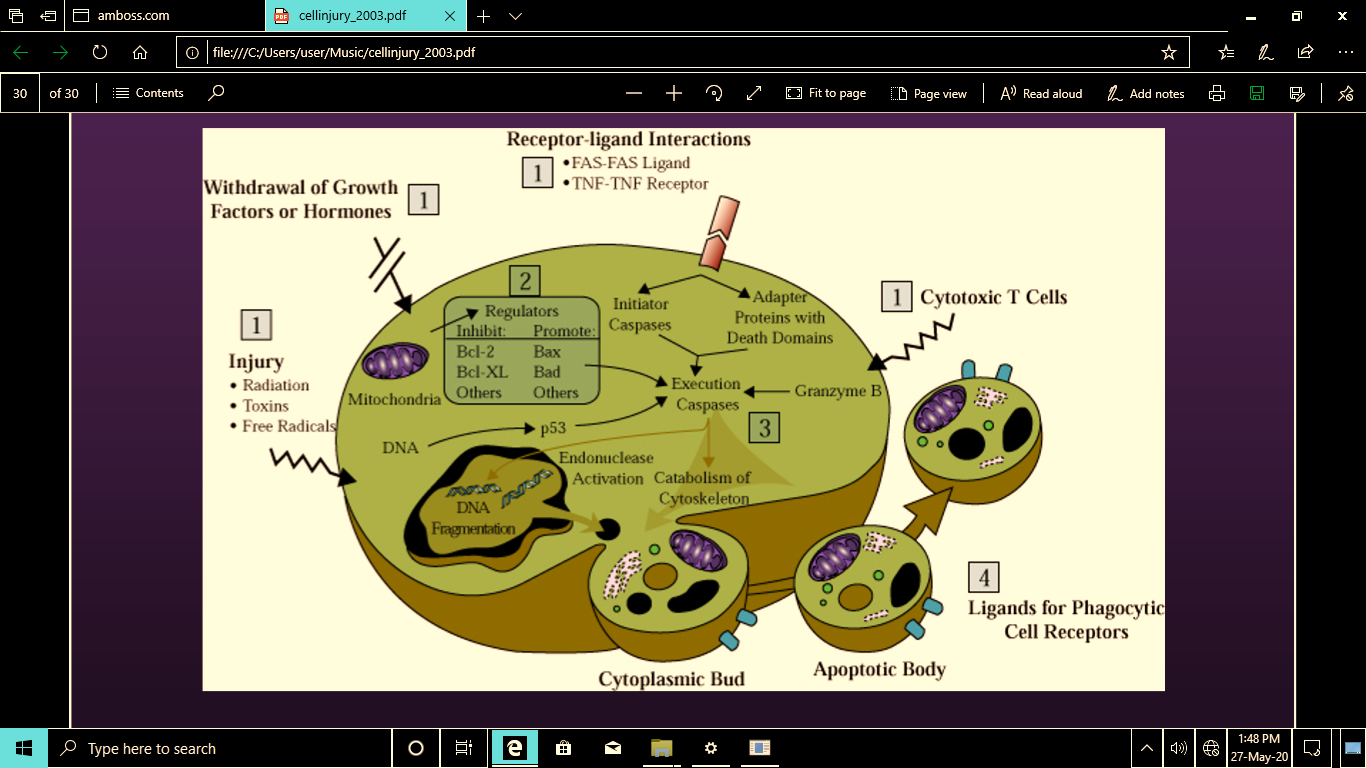 amboss.com
cellinjury_2003.pdf
file:///C:/Users/user/Music/cellinjury_2003.pdf
30 of 30
Contents
Fit to page
Page view
Read aloud
Add notes
Receptor-ligand Interactions
1
•FAS-FAS Ligand
•TNF-TNF Receptor
Withdrawal of Growth
Factors or Hormones
1
2
Regulators
Inhibit: Promote:
Bcl-2 Bax
Bcl-XL Bad
Others Others
Initiator
Caspases
Adapter
Proteins with
Death Domains
1
Cytotoxic T Cells
1
Injury
• Radiation
• Toxins
• Free Radicals
Mitochondria
Execution
Caspases
Granzyme B
3
DNA
p53
Endonuclease
Activation
Catabolism of
Cytoskeleton
DNA
Fragmentation
4
Ligands for Phagocytic
Cell Receptors
Cytoplasmic Bud
Apoptotic Body
Type here to search
1:48 PM
27-May-20